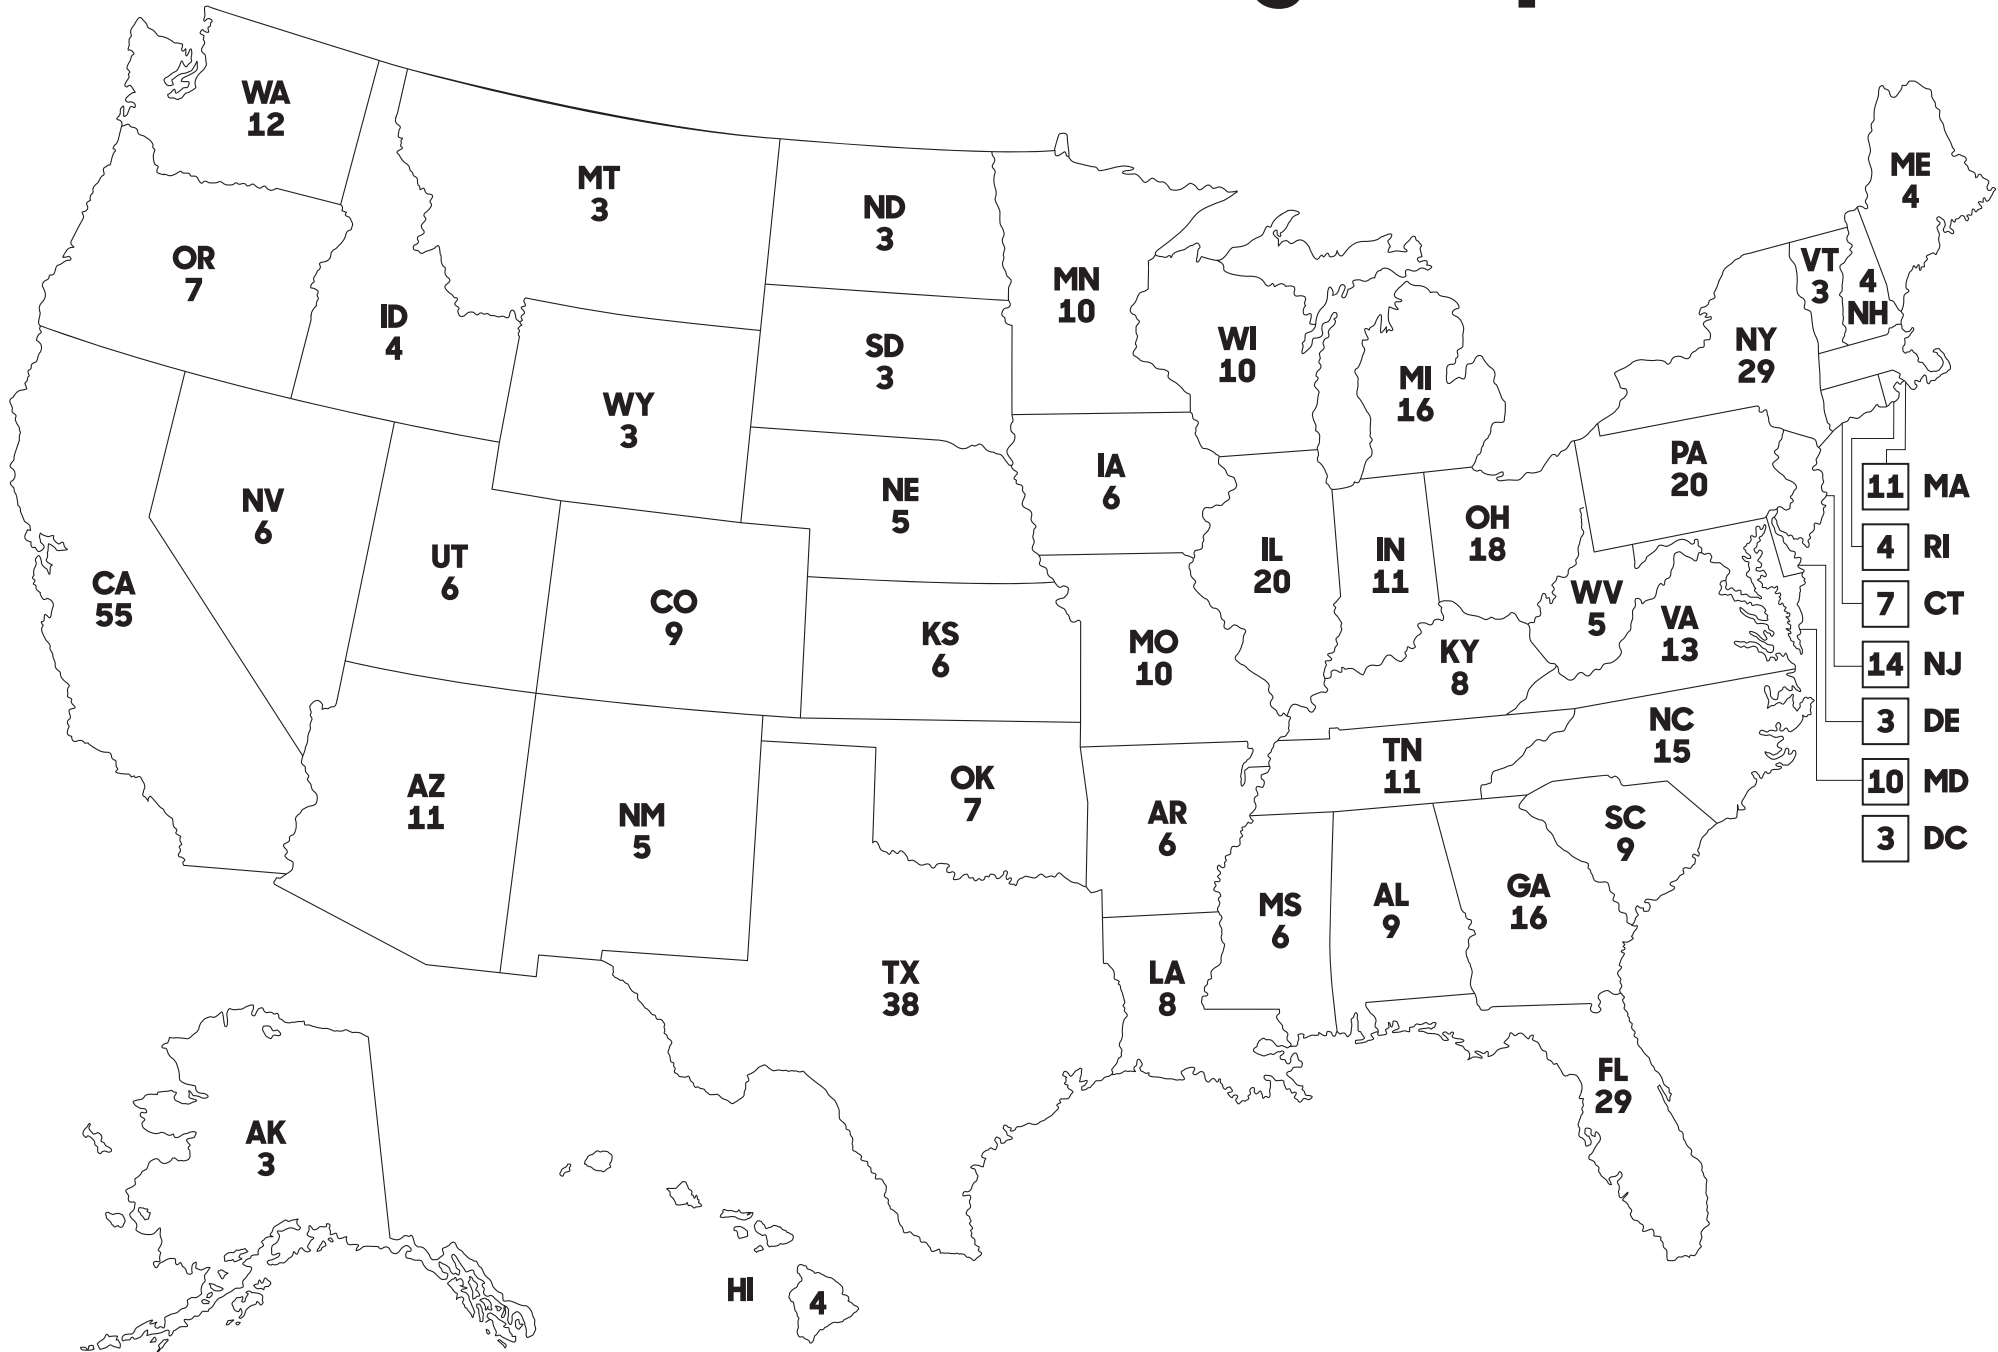 WA
12
MT
3
ND
3
ME
4
OR
7
ID
4
MN
10
VT
3
4
NH
WI
10
NY
29
SD
3
MI
16
WY
3
PA
20
IA
6
NE
5
NV
6
11 MA
OH
18
4 RI
IL
20
IN
11
UT
6
CA
55
CO
9
WV
5
7 CT
VA
13
KS
6
MO
10
KY
8
14 NJ
NC
15
3 DE
TN
11
10 MD
AZ
11
OK
7
NM
5
AR
6
SC
9
3 DC
MS
6
AL
9
GA
16
TX
38
LA
8
FL
29
AK
3
HI
4